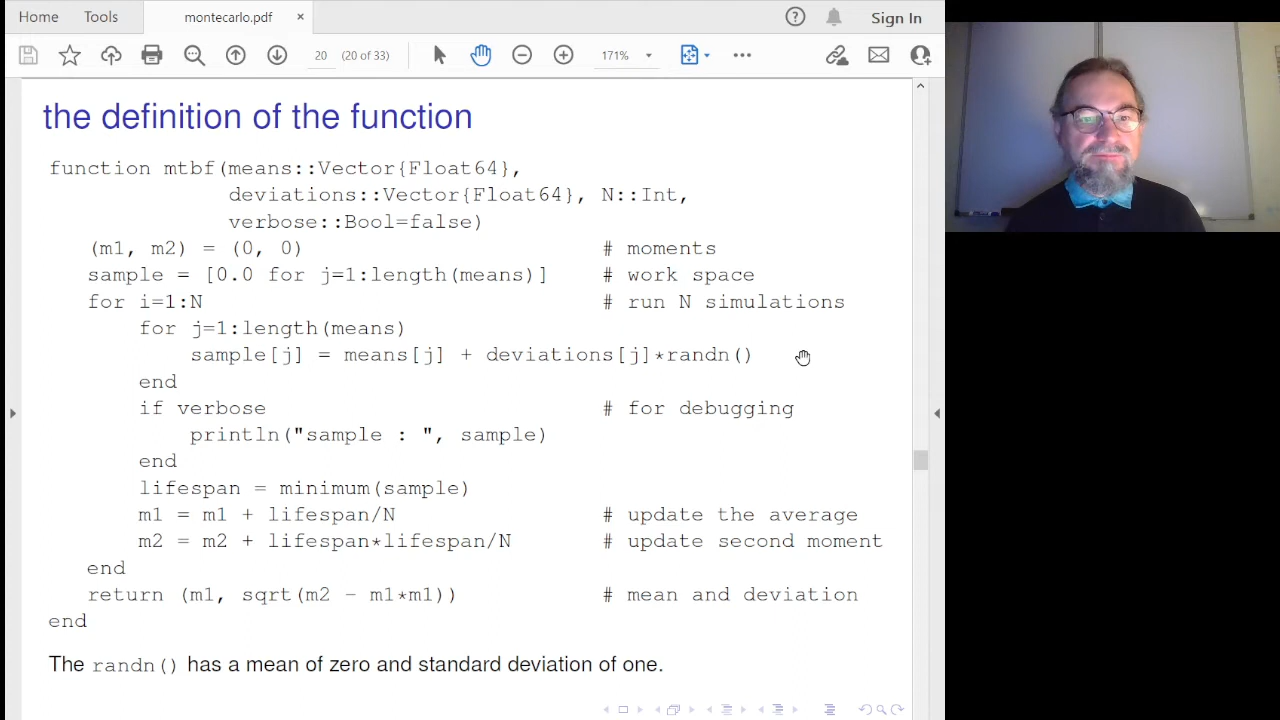 Home Tools montecarlo.pdf × ? Sign In
20 (20 of 33) 171%
the definition of the function
function mtbf(means::Vector{Float64},
deviations::Vector{Float64}, N::Int,
verbose::Bool=false)
(m1, m2) = (0, 0) # moments
sample = [0.0 for j=1:length(means)] # work space
for i=1:N # run N simulations
for j=1:length(means)
sample[j] = means[j] + deviations[j]*randn()
end
if verbose # for debugging
println("sample : ", sample)
end
lifespan = minimum(sample)
m1 = m1 + lifespan/N # update the average
m2 = m2 + lifespan*lifespan/N # update second moment
end
return (m1, sqrt(m2 - m1*m1)) # mean and deviation
end
The randn() has a mean of zero and standard deviation of one.